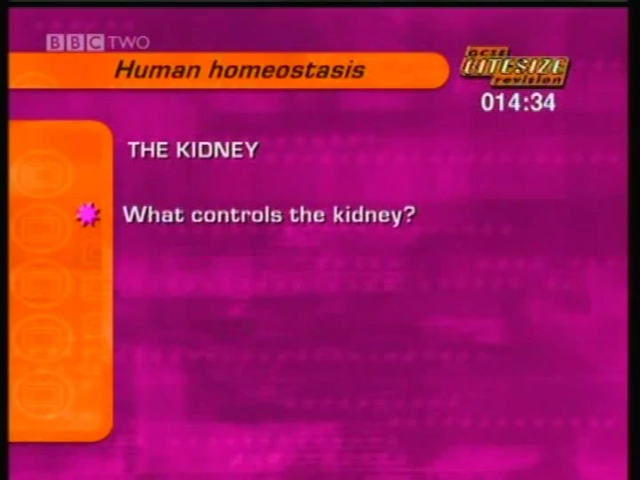 BBC TWO
Human homeostasis
GCSE
BITESIZE
revision
014:34
THE KIDNEY
What controls the kidney?